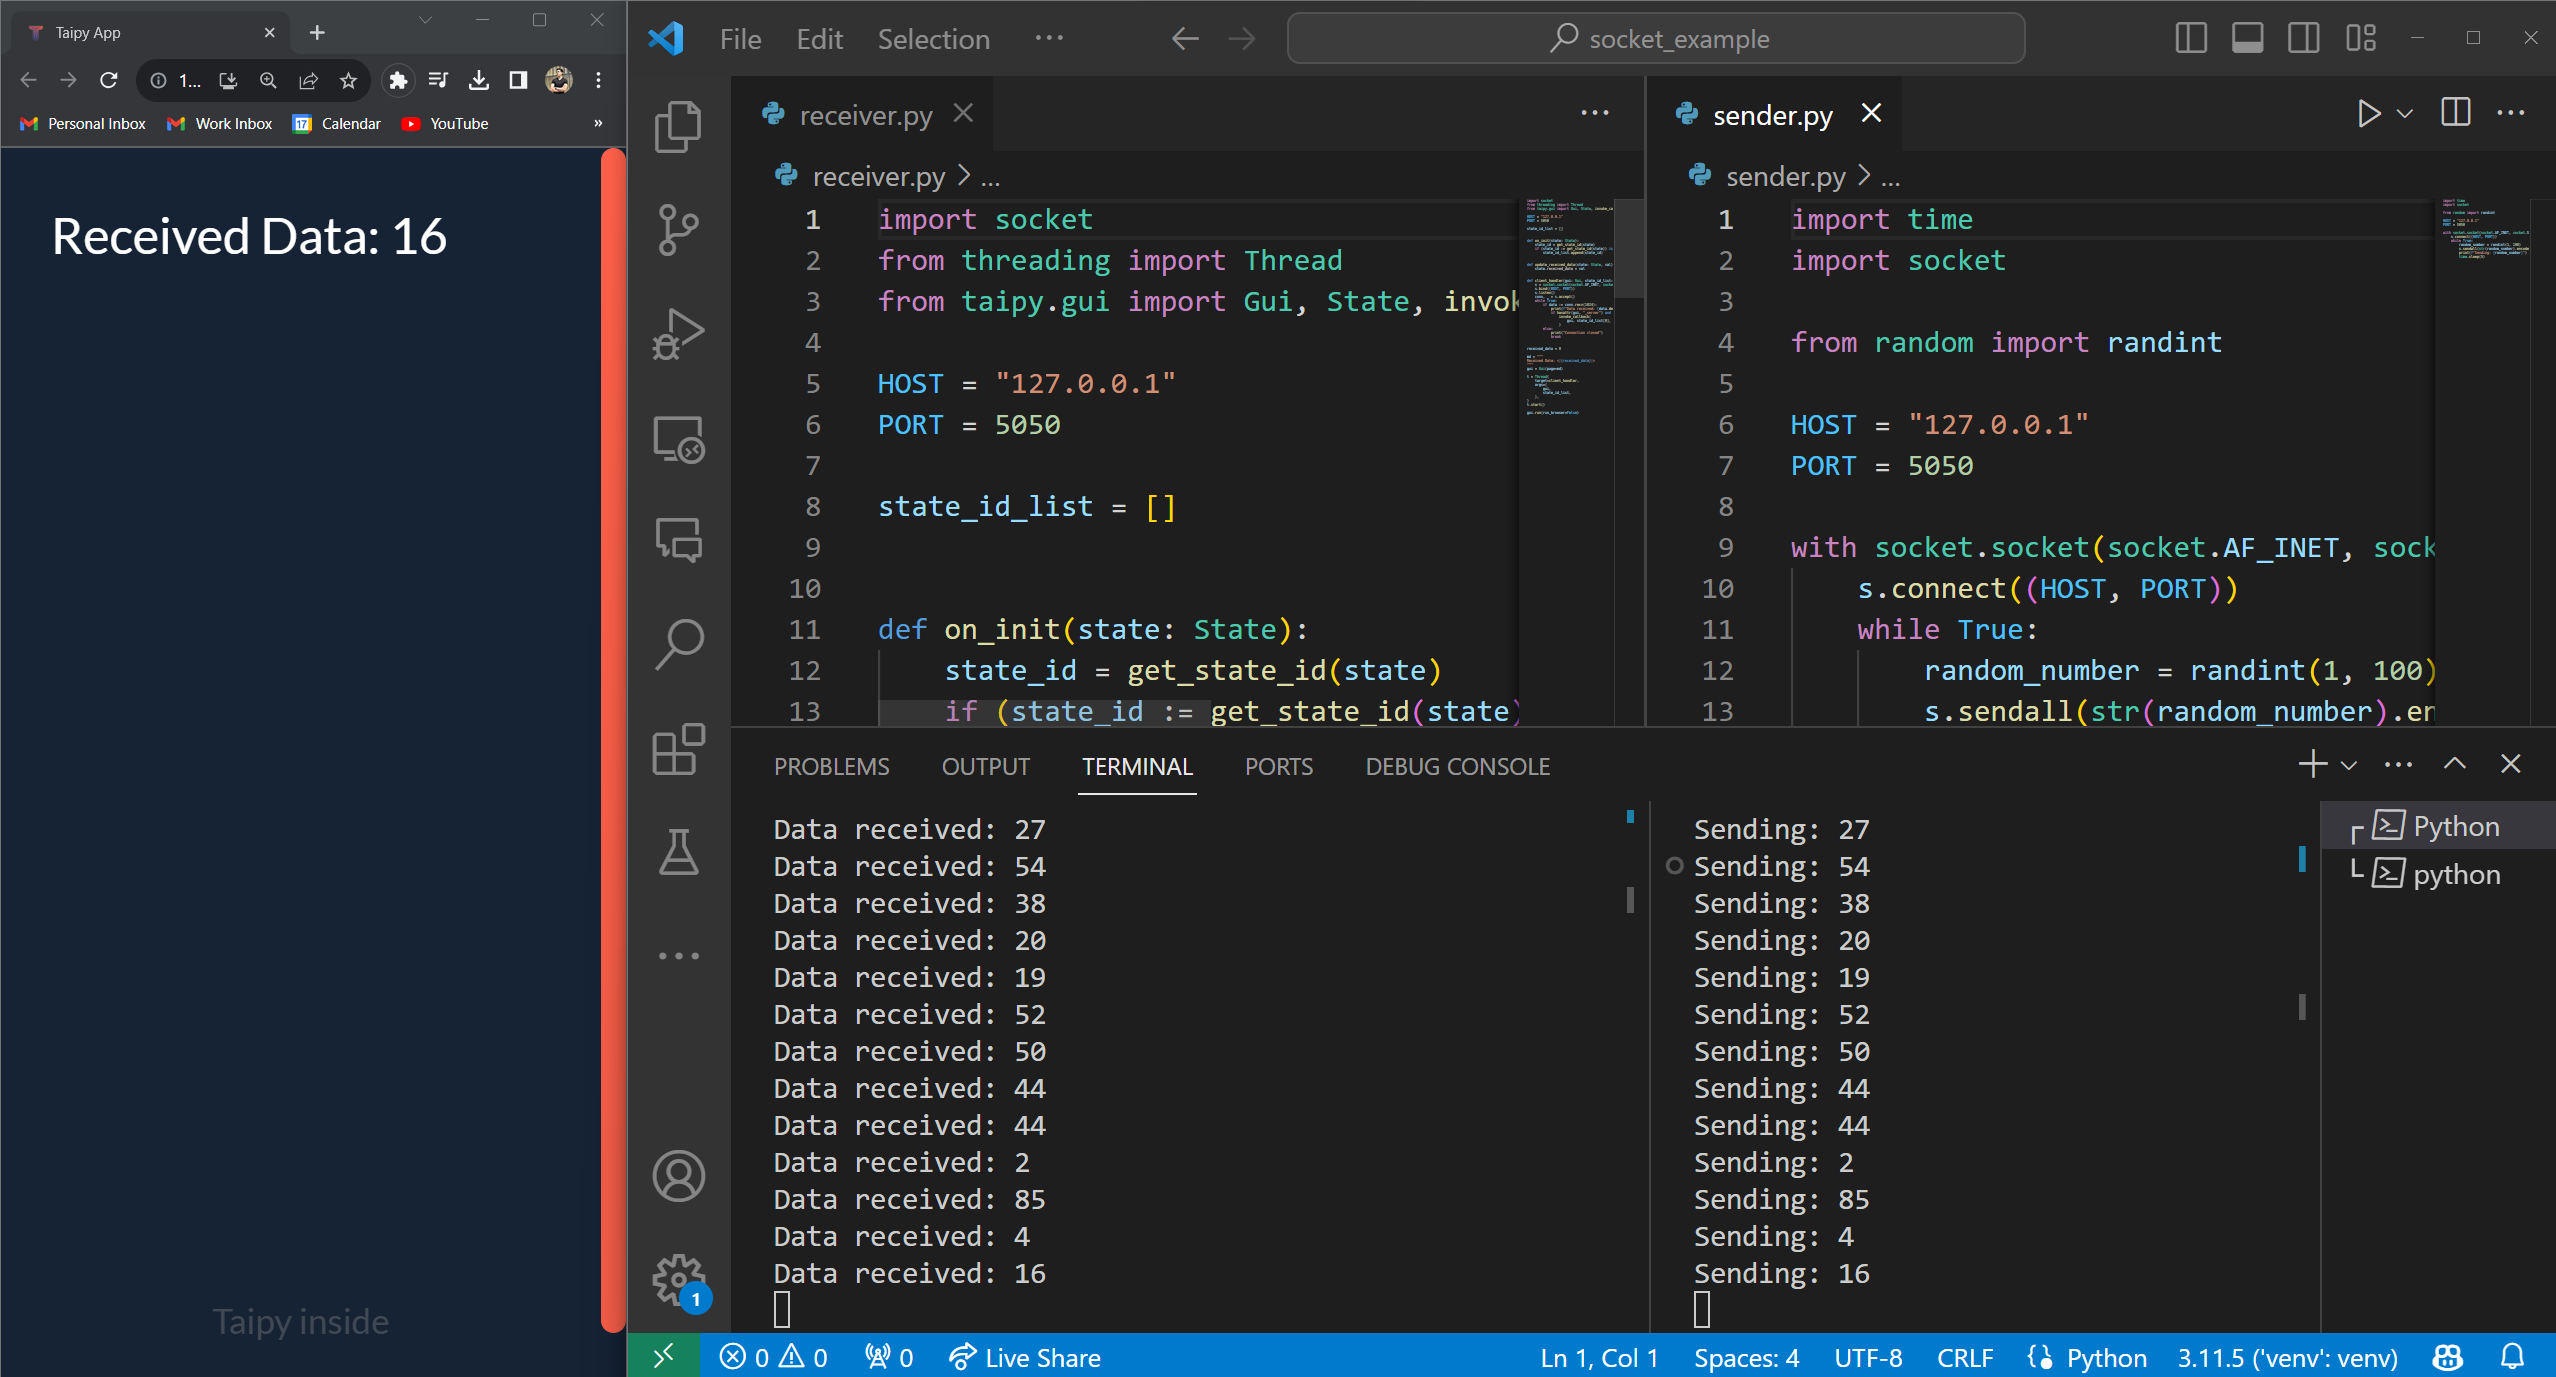 Taipy App
1...
Personal Inbox
Work Inbox
Calendar
YouTube
»
Received Data: 16
Taipy inside
File Edit Selection ...
socket_example
receiver.py
receiver.py > ...
1 import socket
2 from threading import Thread
3 from taipy.gui import Gui, State, invok
4
5 HOST = "127.0.0.1"
6 PORT = 5050
7
8 state_id_list = []
9
10
11 def on_init(state: State):
12 state_id = get_state_id(state)
13 if (state_id := get_state_id(state)
sender.py
sender.py > ...
1 import time
2 import socket
3
4 from random import randint
5
6 HOST = "127.0.0.1"
7 PORT = 5050
8
9 with socket.socket(socket.AF_INET, sock
10 s.connect((HOST, PORT))
11 while True:
12 random_number = randint(1, 100)
13 s.sendall(str(random_number).en
PROBLEMS OUTPUT TERMINAL PORTS DEBUG CONSOLE
Data received: 27
Data received: 54
Data received: 38
Data received: 20
Data received: 19
Data received: 52
Data received: 50
Data received: 44
Data received: 44
Data received: 2
Data received: 85
Data received: 4
Data received: 16
Sending: 27
Sending: 54
Sending: 38
Sending: 20
Sending: 19
Sending: 52
Sending: 50
Sending: 44
Sending: 44
Sending: 2
Sending: 85
Sending: 4
Sending: 16
Python
python
1
0 0 0 Live Share
Ln 1, Col 1 Spaces: 4 UTF-8 CRLF Python 3.11.5 ('venv': venv)